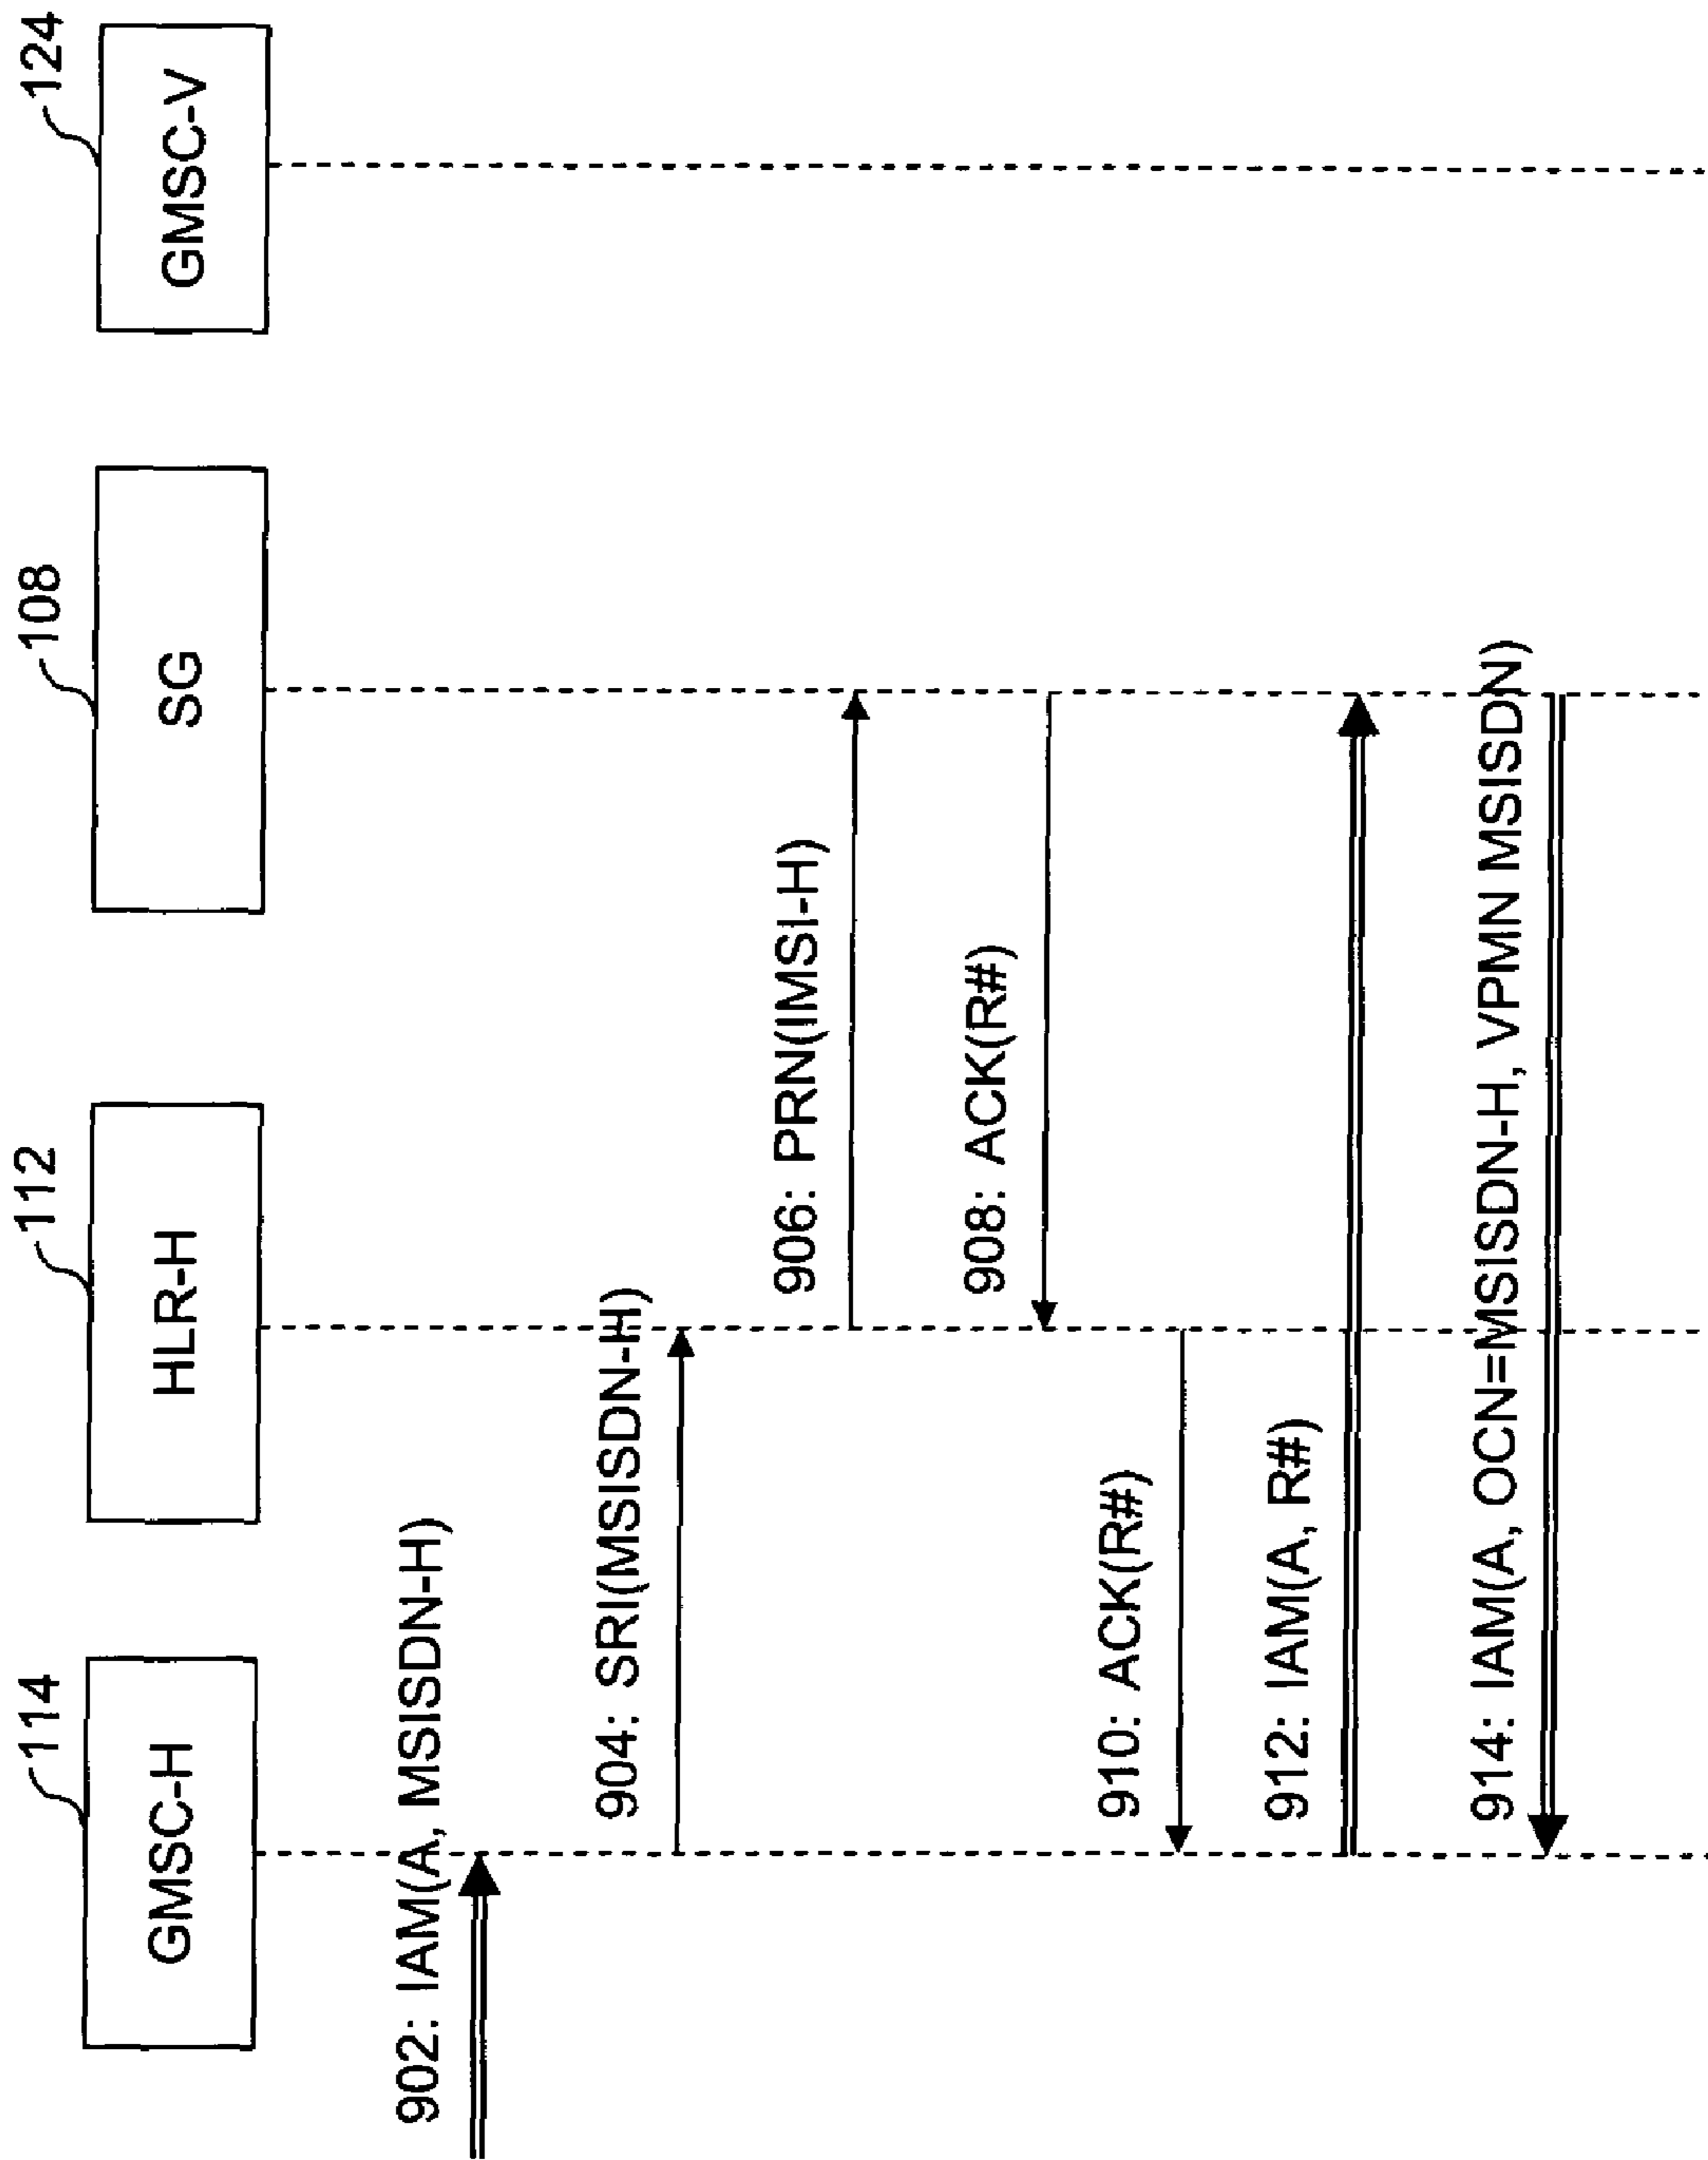 114
GMSC-H
112
HLR-H
108
SG
124
GMSC-V
902: IAM(A, MSISDN-H)
904: SRI(MSISDN-H)
906: PRN(IMSI-H)
908: ACK(R#)
910: ACK(R#)
912: IAM(A, R#)
914: IAM(A, OCN=MSISDN-H, VPMN MSISDN)